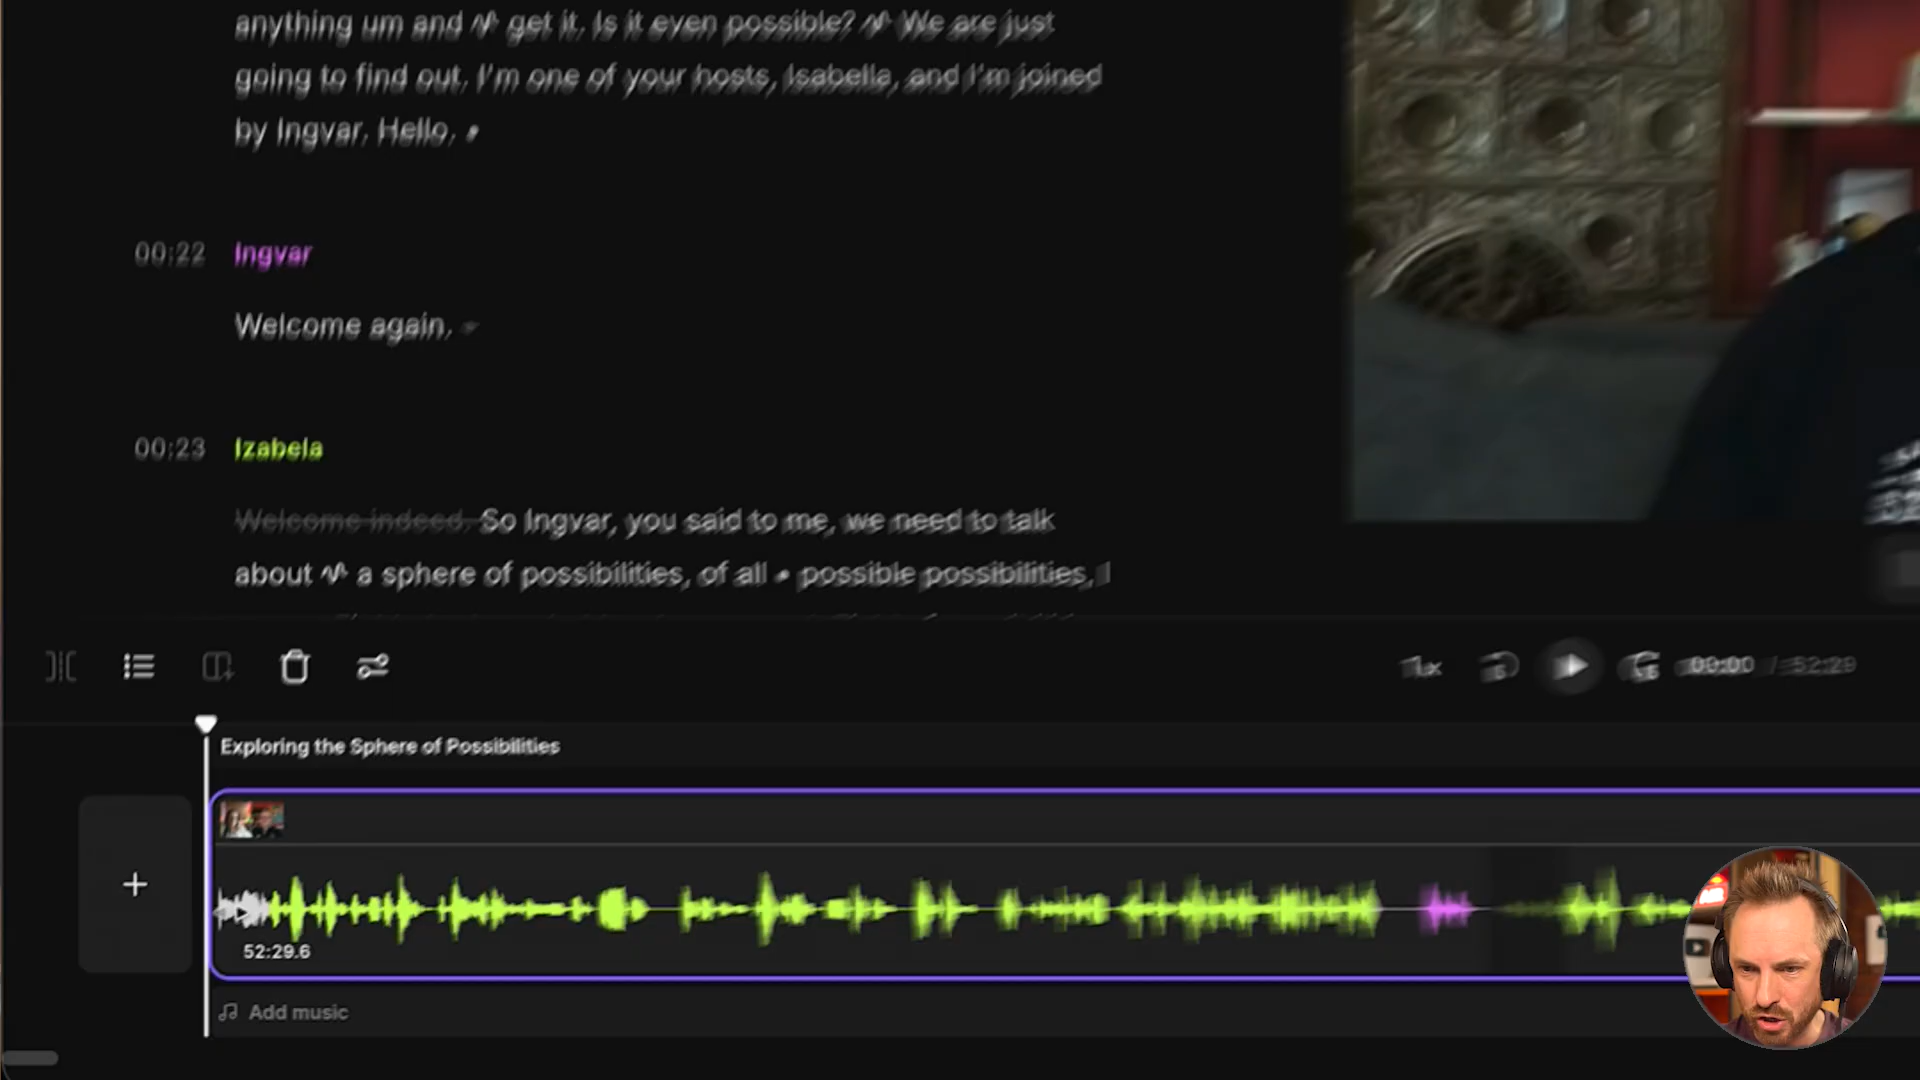 anything um and get it. Is it even possible? We are just
going to find out. I'm one of your hosts, Isabella, and I'm joined
by Ingvar. Hello.
00:22 Ingvar
Welcome again.
00:23 Izabela
Welcome indeed. So Ingvar, you said to me, we need to talk
about a sphere of possibilities, of all possible possibilities, I
1x 00:00 / 52:29
Exploring the Sphere of Possibilities
52:29.6
Add music